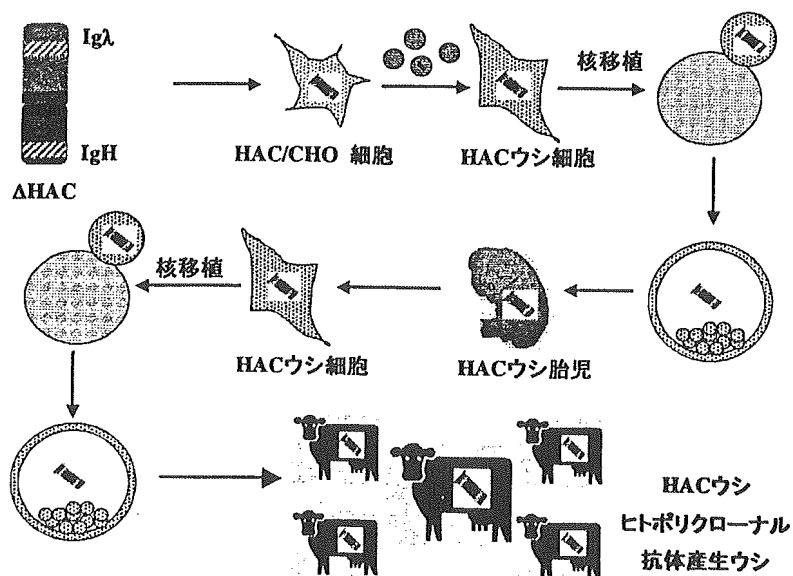 Igλ
IgH
ΔHAC
HAC/CHO 細胞
HACウシ細胞
核移植
核移植
HACウシ細胞
HACウシ胎児
HACウシ
ヒトポリクローナル
抗体産生ウシ